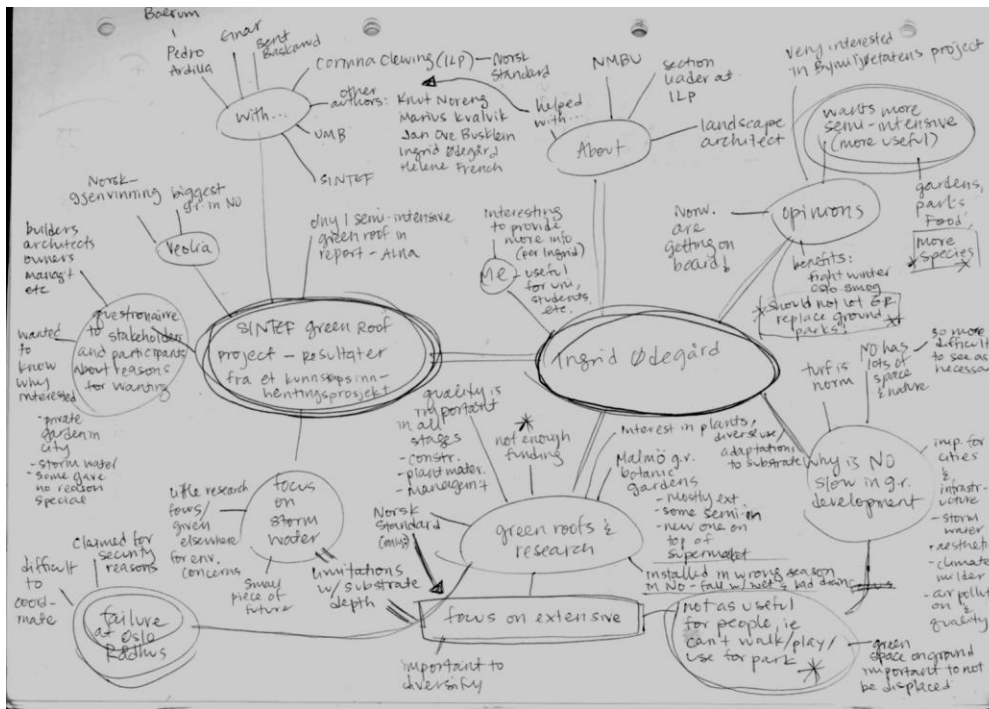 Baerum
Pedro
Ardilla
Einar
Bent
Baskarud
with...
Corinna Clewing (ILP) - Norsk
Standard
other
authors:
Knut Noreng
Marius Kvalvik
Jan Ove Busklein
Ingrid Ødegård
Helene French
UMB
SINTEF
NMBU
section
leader at
ILP
helped
with...
About
landscape
architect
very interested
in Bymiljøetatens project
wants more
semi-intensive
(more useful)
opinions
gardens,
parks
Food
more
species
Norw.
are
getting on
board!
benefits:
fight winter
Oslo smog
should not let GR
replace ground
parks!
Norsk-
gjenvinning
biggest
gr. in NO
Veolia
only 1 semi-intensive
green roof in
report - Alna
Interesting
to provide
more info
(per Ingrid)
ME
- useful
for uni,
students,
etc.
builders
architects
owners
managt
etc
questionaire
to stakeholders
and participants
about reasons
for wanting
wanted
to
know
why
interested
- private
garden in
city
- storm water
- some gave
no reason
special
SINTEF green Roof
project - resultater
fra et kunnskapsinn-
hentingsprosjekt
Ingrid Ødegård
NO has
lots of
space
& nature
so more
difficult
to see as
necessary
turf is
norm
Why is NO
slow in g.r.
development
imp. for
cities
&
infrastr-
ucture
- storm
water
- aesthetic
- climate
milder
- air polluti
on &
quality
quality is
important
in all
stages
- constr.
- plant mater.
- management
not enough
funding
Interest in plants,
diverse use,
adaptations
to substrate
Malmö g.r.
botanic
gardens
- mostly ext.
- some semi-in
- new one on
top of
supermarket
green roofs &
research
Norsk
Standard
(only)
installed in wrong season
in NO - fall w/ wet & bad drainage
little research
focus/
given
elsewhere
for env.
concerns
focus
on
storm
water
small
piece of
future
limitations
w/ substrate
depth
focus on extensive
important to
diversify
claimed for
security
reasons
difficult
to
coord-
inate
failure
at Oslo
Rådhus
not as useful
for people, ie
can't walk/play/
use for park
green
space on ground
important to not
be displaced